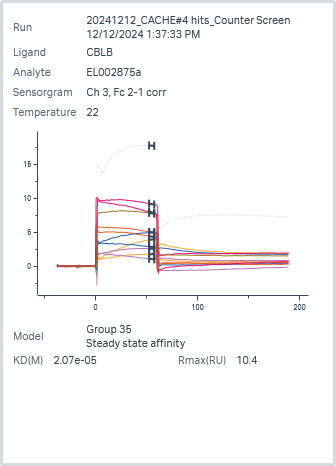 Run 20241212_CACHE#4 hits_Counter Screen
12/12/2024 1:37:33 PM
Ligand CBLB
Analyte EL002875a
Sensorgram Ch 3, Fc 2-1 corr
Temperature 22
15
10
5
0
0 100 200
Model Group 35
Steady state affinity
KD(M) 2.07e-05 Rmax(RU) 10.4